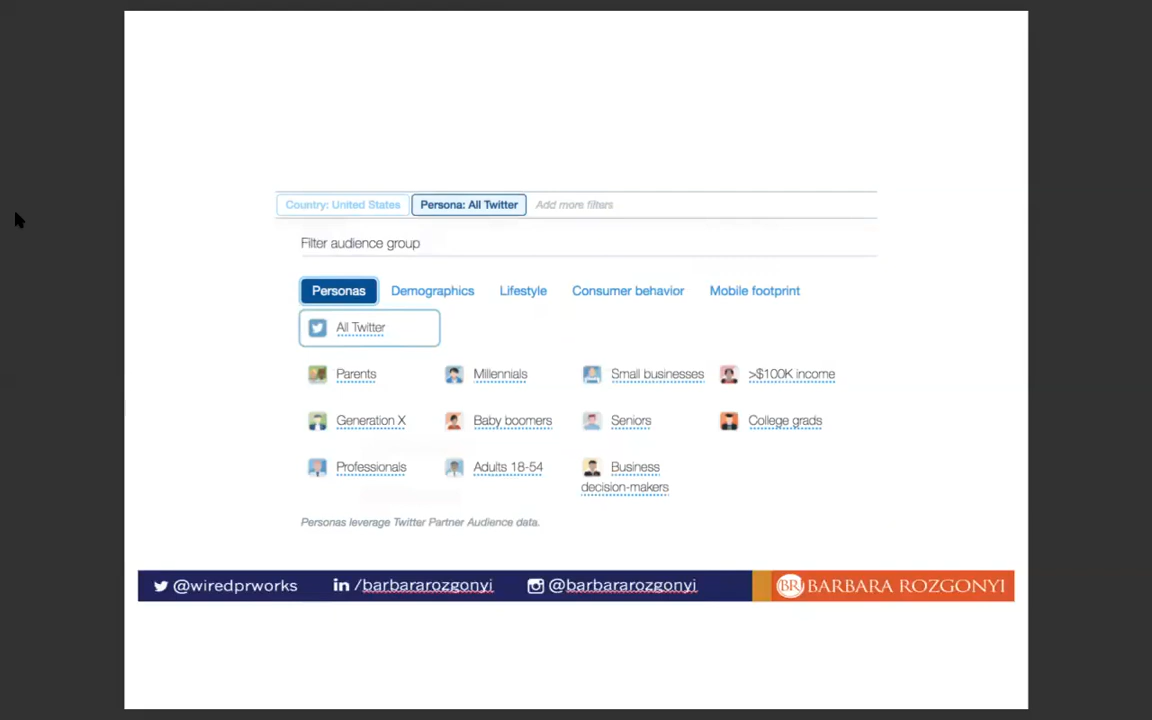 Country: United States Persona: All Twitter Add more filters
Filter audience group
Personas Demographics Lifestyle Consumer behavior Mobile footprint
All Twitter
Parents Millennials Small businesses >$100K income
Generation X Baby boomers Seniors College grads
Professionals Adults 18-54 Business
decision-makers
Personas leverage Twitter Partner Audience data.
@wiredprworks in /barbararozgonyi @barbararozgonyi BR BARBARA ROZGONYI